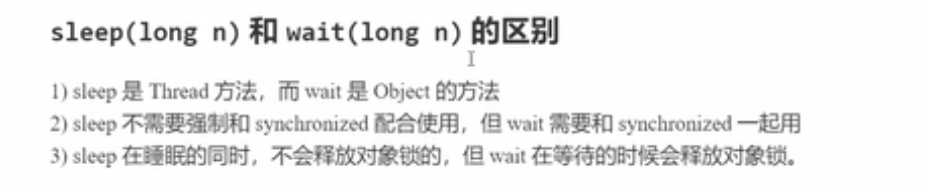 sleep(long n) 和 wait(long n) 的区别
1) sleep 是 Thread 方法，而 wait 是 Object 的方法
2) sleep 不需要强制和 synchronized 配合使用，但 wait 需要和 synchronized 一起用
3) sleep 在睡眠的同时，不会释放对象锁的，但 wait 在等待的时候会释放对象锁。